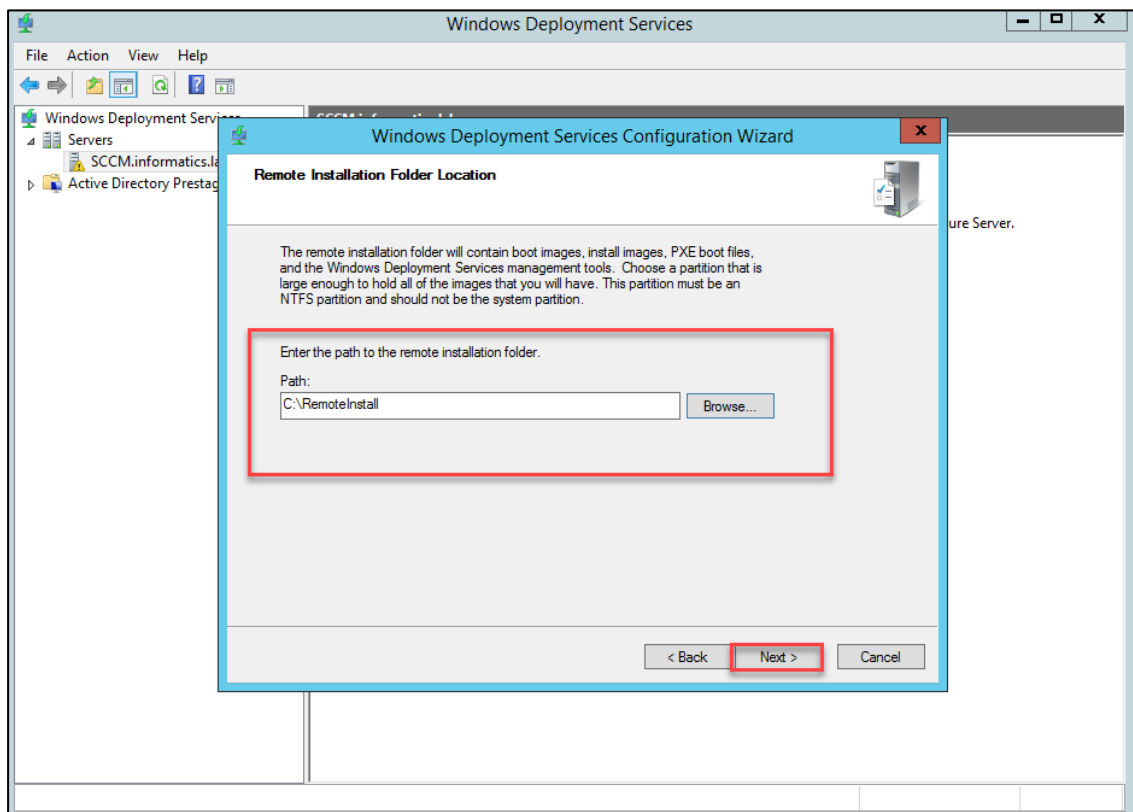 Windows Deployment Services
File Action View Help
Windows Deployment
Servers
SCCM.informatics.la
Active Directory Prestag
ure Server.
Windows Deployment Services Configuration Wizard
Remote Installation Folder Location
The remote installation folder will contain boot images, install images, PXE boot files,
and the Windows Deployment Services management tools. Choose a partition that is
large enough to hold all of the images that you will have. This partition must be an
NTFS partition and should not be the system partition.
Enter the path to the remote installation folder.
Path:
C:\RemoteInstall
Browse...
< Back
Next >
Cancel